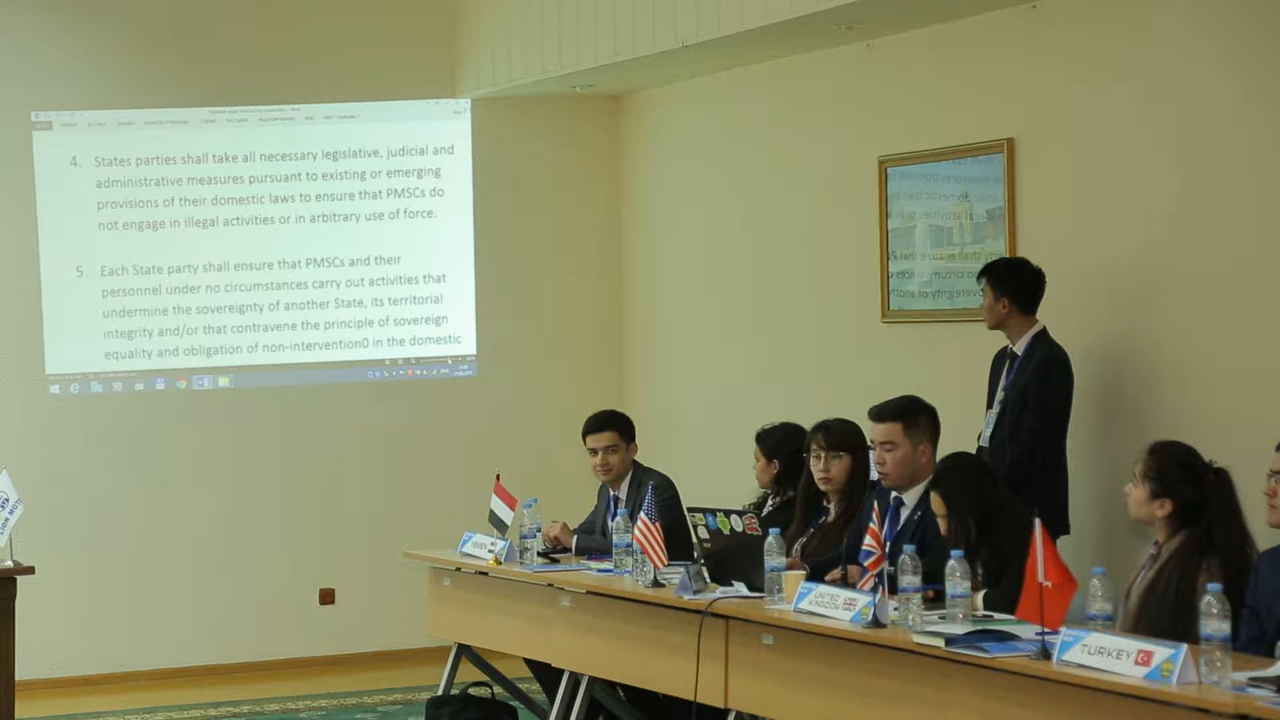 4. States parties shall take all necessary legislative, judicial and
administrative measures pursuant to existing or emerging
provisions of their domestic laws to ensure that PMSCs do
not engage in illegal activities or in arbitrary use of force.
5. Each State party shall ensure that PMSCs and their
personnel under no circumstances carry out activities that
undermine the sovereignty of another State, its territorial
integrity and/or that contravene the principle of sovereign
equality and obligation of non-intervention0 in the domestic
YEMEN
UNITED
KINGDOM
TURKEY